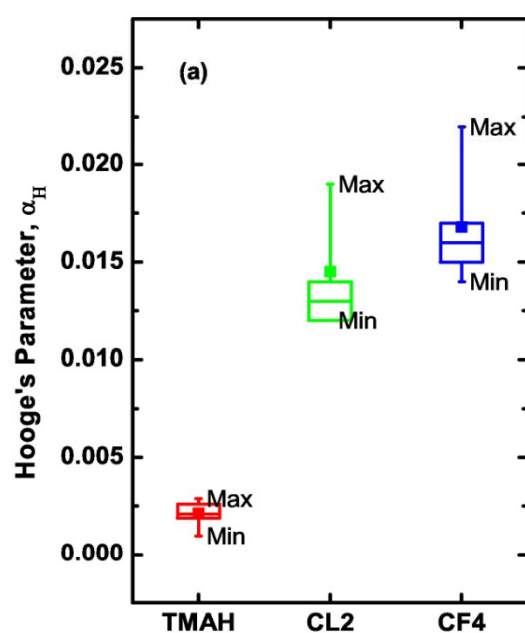 (a)
Hooge's Parameter, α_H
0.025
0.020
0.015
0.010
0.005
0.000
Max
Min
Max
Min
Max
Min
TMAH
CL2
CF4